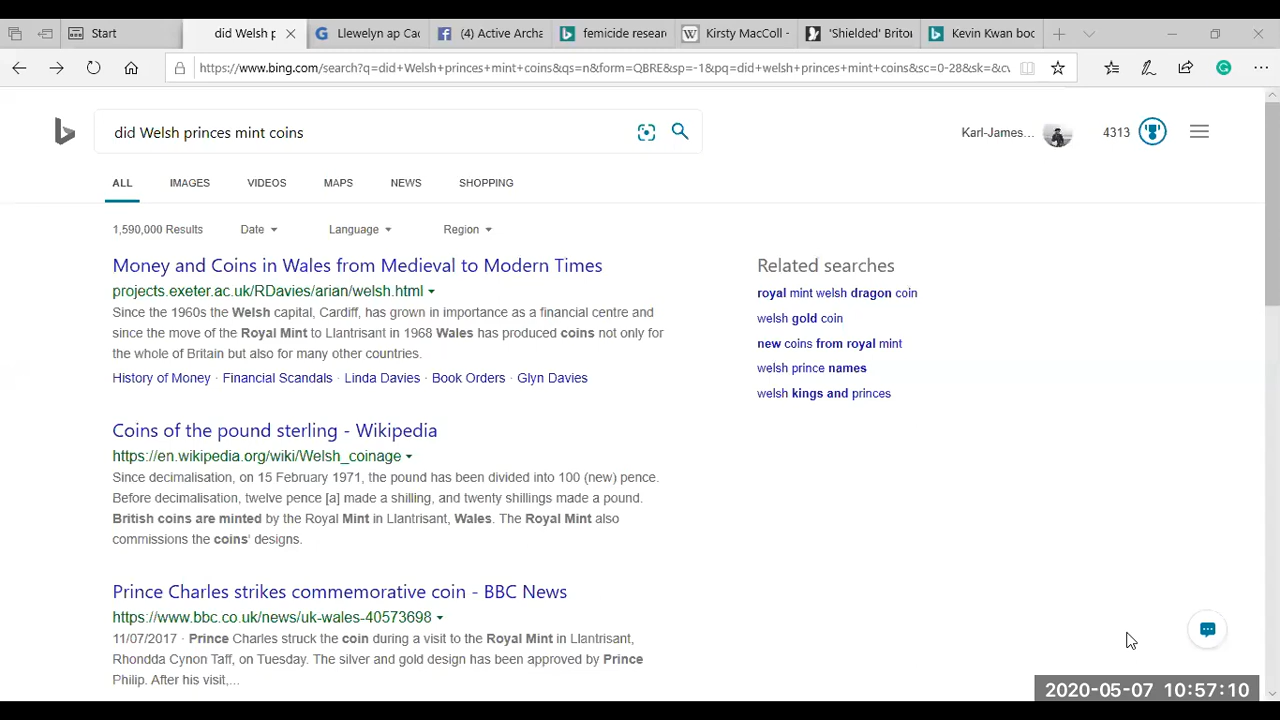 Start
did Welsh p
Llewelyn ap Cad
(4) Active Archa
femicide resear
Kirsty MacColl -
'Shielded' Briton
Kevin Kwan boo
https://www.bing.com/search?q=did+Welsh+princes+mint+coins&qs=n&form=QBRE&sp=-1&pq=did+welsh+princes+mint+coins&sc=0-28&sk=&cv
did Welsh princes mint coins
Karl-James...
4313
ALL IMAGES VIDEOS MAPS NEWS SHOPPING
1,590,000 Results Date Language Region
Money and Coins in Wales from Medieval to Modern Times
projects.exeter.ac.uk/RDavies/arian/welsh.html
Since the 1960s the Welsh capital, Cardiff, has grown in importance as a financial centre and
since the move of the Royal Mint to Llantrisant in 1968 Wales has produced coins not only for
the whole of Britain but also for many other countries.
History of Money · Financial Scandals · Linda Davies · Book Orders · Glyn Davies
Coins of the pound sterling - Wikipedia
https://en.wikipedia.org/wiki/Welsh_coinage
Since decimalisation, on 15 February 1971, the pound has been divided into 100 (new) pence.
Before decimalisation, twelve pence [a] made a shilling, and twenty shillings made a pound.
British coins are minted by the Royal Mint in Llantrisant, Wales. The Royal Mint also
commissions the coins' designs.
Prince Charles strikes commemorative coin - BBC News
https://www.bbc.co.uk/news/uk-wales-40573698
11/07/2017 · Prince Charles struck the coin during a visit to the Royal Mint in Llantrisant,
Rhondda Cynon Taff, on Tuesday. The silver and gold design has been approved by Prince
Philip. After his visit,...
Related searches
royal mint welsh dragon coin
welsh gold coin
new coins from royal mint
welsh prince names
welsh kings and princes
2020-05-07 10:57:10